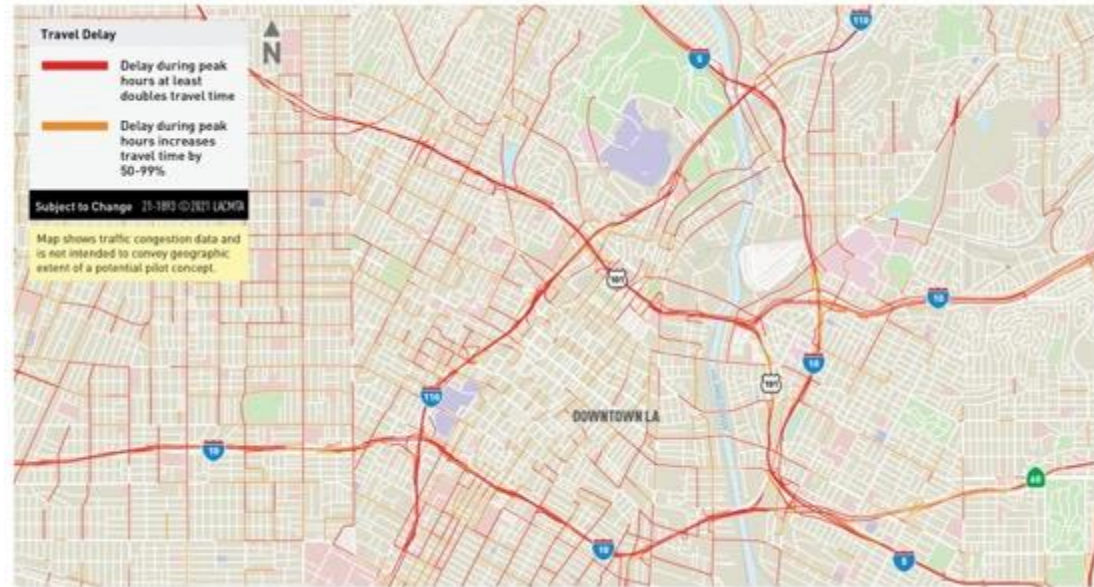 Travel Delay
Delay during peak
hours at least
doubles travel time
Delay during peak
hours increases
travel time by
50-99%
Subject to Change 21-1893 ©2021 LACMTA
Map shows traffic congestion data and
is not intended to convey geographic
extent of a potential pilot concept.
N
110
5
101
10
10
101
110
DOWNTOWN LA
10
60
10
5